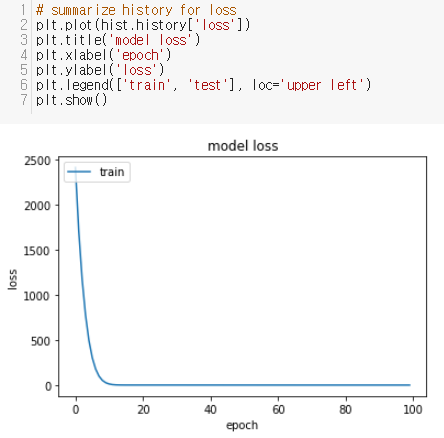 1 # summarize history for loss
2 plt.plot(hist.history['loss'])
3 plt.title('model loss')
4 plt.xlabel('epoch')
5 plt.ylabel('loss')
6 plt.legend(['train', 'test'], loc='upper left')
7 plt.show()
model loss
train
2500
2000
1500
1000
500
0
loss
0 20 40 60 80 100
epoch